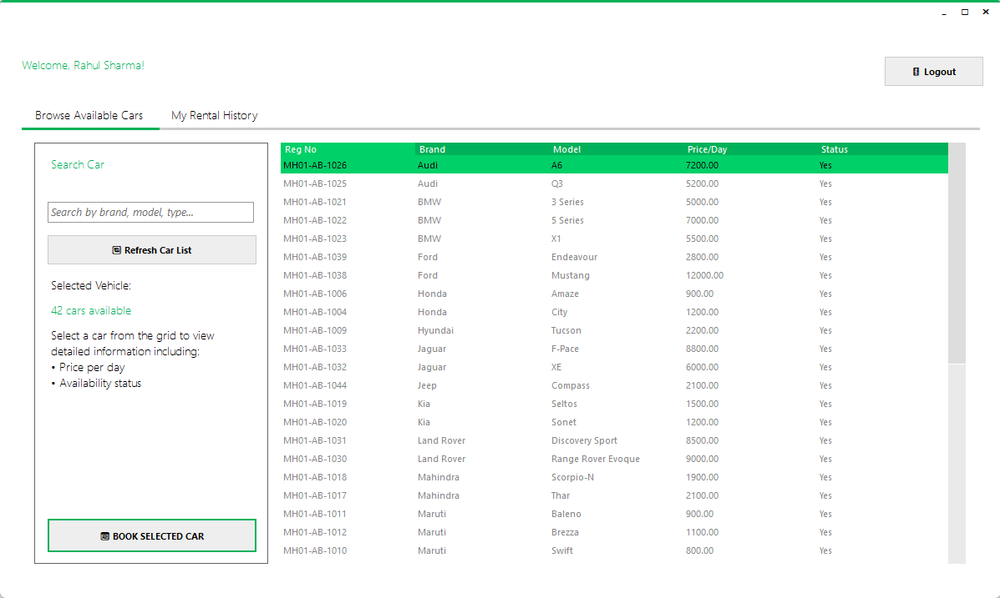 Welcome, Rahul Sharma!
Logout
Browse Available Cars My Rental History
Search Car
Search by brand, model, type...
Refresh Car List
Selected Vehicle:
42 cars available
Select a car from the grid to view
detailed information including:
• Price per day
• Availability status
BOOK SELECTED CAR
Reg No Brand Model Price/Day Status
MH01-AB-1026 Audi A6 7200.00 Yes
MH01-AB-1025 Audi Q3 5200.00 Yes
MH01-AB-1021 BMW 3 Series 5000.00 Yes
MH01-AB-1022 BMW 5 Series 7000.00 Yes
MH01-AB-1023 BMW X1 5500.00 Yes
MH01-AB-1039 Ford Endeavour 2800.00 Yes
MH01-AB-1038 Ford Mustang 12000.00 Yes
MH01-AB-1006 Honda Amaze 900.00 Yes
MH01-AB-1004 Honda City 1200.00 Yes
MH01-AB-1009 Hyundai Tucson 2200.00 Yes
MH01-AB-1033 Jaguar F-Pace 8800.00 Yes
MH01-AB-1032 Jaguar XE 6000.00 Yes
MH01-AB-1044 Jeep Compass 2100.00 Yes
MH01-AB-1019 Kia Seltos 1500.00 Yes
MH01-AB-1020 Kia Sonet 1200.00 Yes
MH01-AB-1031 Land Rover Discovery Sport 8500.00 Yes
MH01-AB-1030 Land Rover Range Rover Evoque 9000.00 Yes
MH01-AB-1018 Mahindra Scorpio-N 1900.00 Yes
MH01-AB-1017 Mahindra Thar 2100.00 Yes
MH01-AB-1011 Maruti Baleno 900.00 Yes
MH01-AB-1012 Maruti Brezza 1100.00 Yes
MH01-AB-1010 Maruti Swift 800.00 Yes